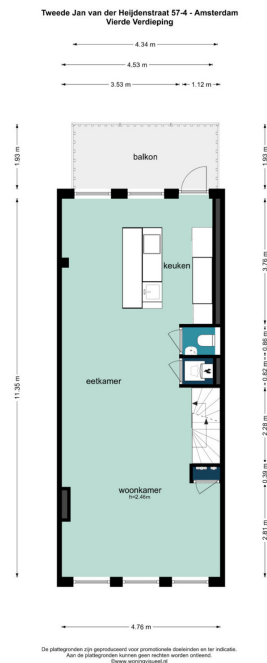 Tweede Jan van der Heijdenstraat 57-4 - Amsterdam
Vierde Verdieping
4.34 m
4.53 m
3.53 m
1.12 m
1.93 m
1.93 m
balkon
keuken
3.76 m
11.35 m
0.86 m
0.82 m
eetkamer
2.28 m
0.39 m
woonkamer
h=2.46m
2.81 m
4.76 m
De plattegronden zijn geproduceerd voor promotionele doeleinden en ter indicatie.
Aan de plattegronden kunnen geen rechten worden ontleend.
©www.woningvisueel.nl